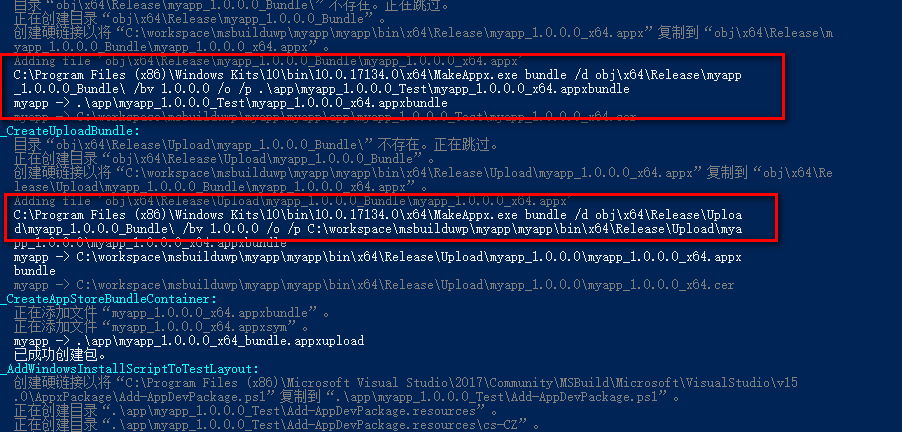 目录“obj\x64\Release\myapp_1.0.0.0_Bundle\”不存在。正在跳过。
正在创建目录“obj\x64\Release\myapp_1.0.0.0_Bundle”。
创建硬链接以将“C:\workspace\msbuildwp\myapp\myapp\bin\x64\Release\myapp_1.0.0.0_x64.appx”复制到“obj\x64\Release\m
yapp_1.0.0.0_Bundle\myapp_1.0.0.0_x64.appx”。
Adding file 'obj\x64\Release\myapp_1.0.0.0_Bundle\myapp_1.0.0.0_x64.appx'
C:\Program Files (x86)\Windows Kits\10\bin\10.0.17134.0\x64\MakeAppx.exe bundle /d obj\x64\Release\myapp
_1.0.0.0_Bundle\ /bv 1.0.0.0 /o /p .\app\myapp_1.0.0.0_Test\myapp_1.0.0.0_x64.appxbundle
myapp -> .\app\myapp_1.0.0.0_Test\myapp_1.0.0.0_x64.appxbundle
myapp -> C:\workspace\msbuildwp\myapp\myapp\app\myapp_1.0.0.0_Test\myapp_1.0.0.0_x64.cer
_CreateUploadBundle:
目录“obj\x64\Release\Upload\myapp_1.0.0.0_Bundle\”不存在。正在跳过。
正在创建目录“obj\x64\Release\Upload\myapp_1.0.0.0_Bundle”。
创建硬链接以将“C:\workspace\msbuildwp\myapp\myapp\bin\x64\Release\Upload\myapp_1.0.0.0_x64.appx”复制到“obj\x64\Re
lease\Upload\myapp_1.0.0.0_Bundle\myapp_1.0.0.0_x64.appx”。
Adding file 'obj\x64\Release\Upload\myapp_1.0.0.0_Bundle\myapp_1.0.0.0_x64.appx'
C:\Program Files (x86)\Windows Kits\10\bin\10.0.17134.0\x64\MakeAppx.exe bundle /d obj\x64\Release\Uploa
d\myapp_1.0.0.0_Bundle\ /bv 1.0.0.0 /o /p C:\workspace\msbuildwp\myapp\myapp\bin\x64\Release\Upload\mya
pp_1.0.0.0\myapp_1.0.0.0_x64.appxbundle
myapp -> C:\workspace\msbuildwp\myapp\myapp\bin\x64\Release\Upload\myapp_1.0.0.0\myapp_1.0.0.0_x64.appx
bundle
myapp -> C:\workspace\msbuildwp\myapp\myapp\bin\x64\Release\Upload\myapp_1.0.0.0\myapp_1.0.0.0_x64.cer
_CreateAppStoreBundleContainer:
正在添加文件“myapp_1.0.0.0_x64.appxbundle”。
正在添加文件“myapp_1.0.0.0_x64.appxsym”。
myapp -> .\app\myapp_1.0.0.0_x64_bundle.appxupload
已成功创建包。
_AddWindowsInstallScriptToTestLayout:
创建硬链接以将“C:\Program Files (x86)\Microsoft Visual Studio\2017\Community\MSBuild\Microsoft\VisualStudio\v15
.0\AppxPackage\Add-AppDevPackage.ps1”复制到“.\app\myapp_1.0.0.0_Test\Add-AppDevPackage.ps1”。
正在创建目录“.\app\myapp_1.0.0.0_Test\Add-AppDevPackage.resources”。
正在创建目录“.\app\myapp_1.0.0.0_Test\Add-AppDevPackage.resources\cs-CZ”。